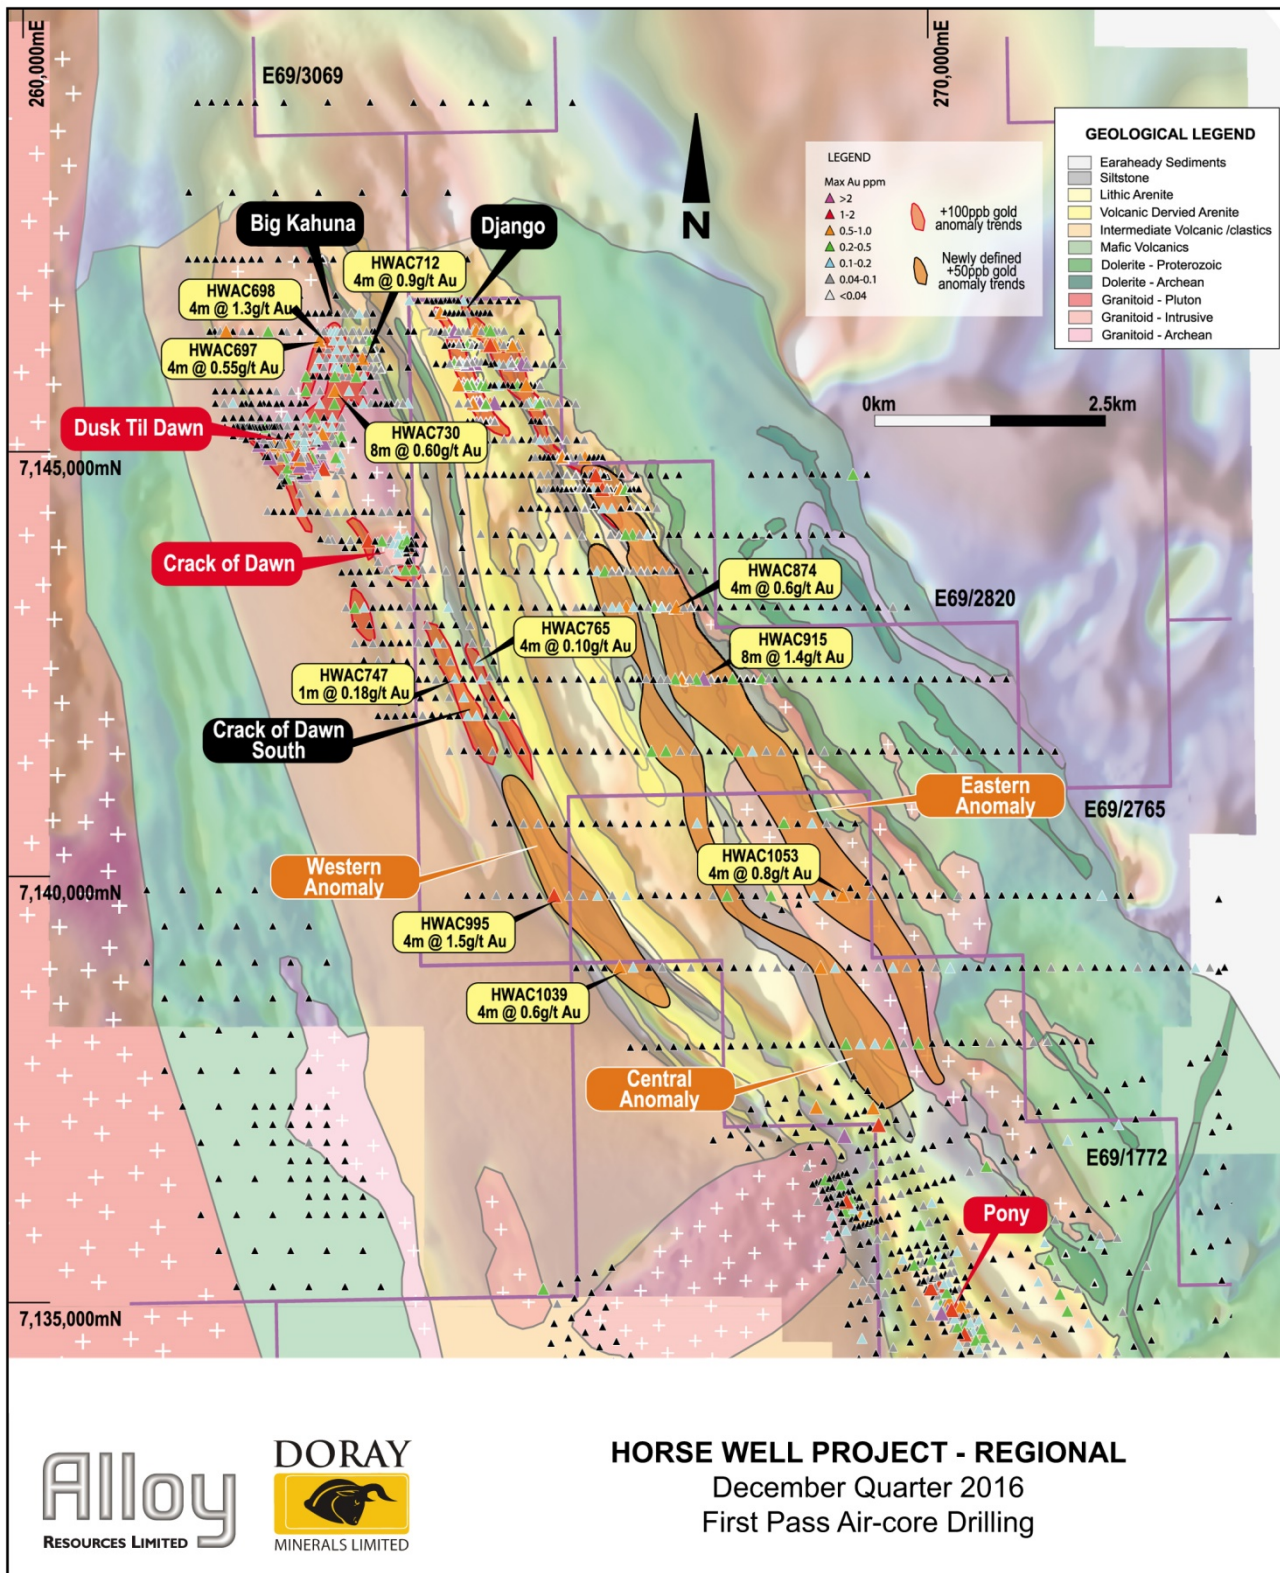 260,000mE
270,000mE
E69/3069
GEOLOGICAL LEGEND
Earaheady Sediments
Siltstone
Lithic Arenite
Volcanic Dervied Arenite
Intermediate Volcanic /clastics
Mafic Volcanics
Dolerite - Proterozoic
Dolerite - Archean
Granitoid - Pluton
Granitoid - Intrusive
Granitoid - Archean
LEGEND
Max Au ppm
>2
1-2
0.5-1.0
0.2-0.5
0.1-0.2
0.04-0.1
<0.04
+100ppb gold
anomaly trends
Newly defined
+50ppb gold
anomaly trends
N
0km
2.5km
Big Kahuna
Django
HWAC712
4m @ 0.9g/t Au
HWAC698
4m @ 1.3g/t Au
HWAC697
4m @ 0.55g/t Au
Dusk Til Dawn
HWAC730
8m @ 0.60g/t Au
7,145,000mN
Crack of Dawn
HWAC874
4m @ 0.6g/t Au
E69/2820
HWAC765
4m @ 0.10g/t Au
HWAC915
8m @ 1.4g/t Au
HWAC747
1m @ 0.18g/t Au
Crack of Dawn
South
Eastern
Anomaly
E69/2765
Western
Anomaly
HWAC1053
4m @ 0.8g/t Au
7,140,000mN
HWAC995
4m @ 1.5g/t Au
HWAC1039
4m @ 0.6g/t Au
Central
Anomaly
E69/1772
Pony
7,135,000mN
Alloy
RESOURCES LIMITED
DORAY
MINERALS LIMITED
HORSE WELL PROJECT - REGIONAL
December Quarter 2016
First Pass Air-core Drilling